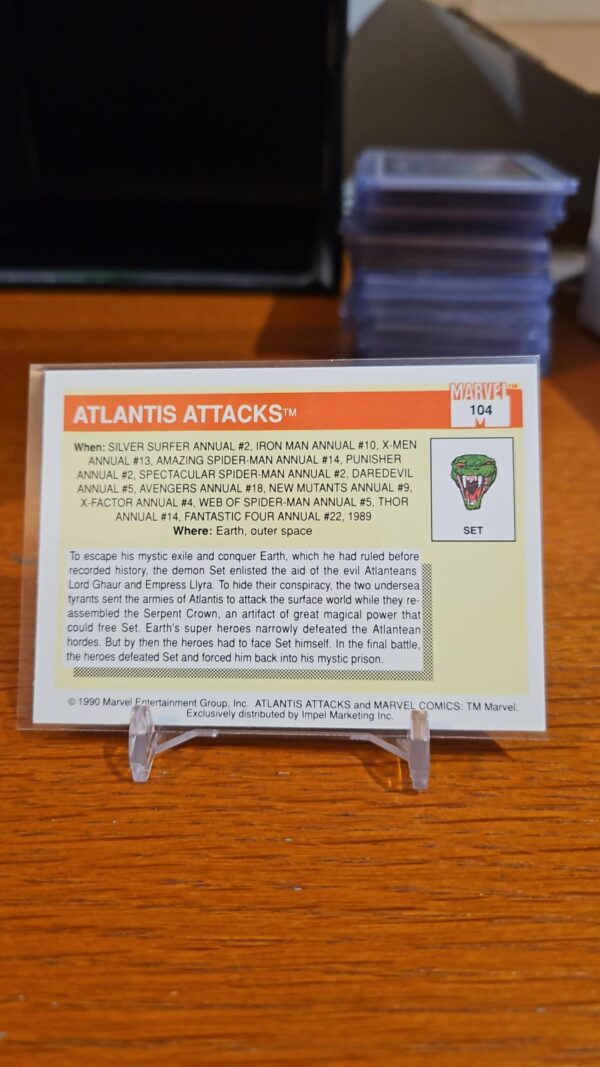 MARVEL™
104
ATLANTIS ATTACKS™
When: SILVER SURFER ANNUAL #2, IRON MAN ANNUAL #10, X-MEN
ANNUAL #13, AMAZING SPIDER-MAN ANNUAL #14, PUNISHER
ANNUAL #2, SPECTACULAR SPIDER-MAN ANNUAL #2, DAREDEVIL
ANNUAL #5, AVENGERS ANNUAL #18, NEW MUTANTS ANNUAL #9,
X-FACTOR ANNUAL #4, WEB OF SPIDER-MAN ANNUAL #5, THOR
ANNUAL #14, FANTASTIC FOUR ANNUAL #22, 1989
Where: Earth, outer space
SET
To escape his mystic exile and conquer Earth, which he had ruled before
recorded history, the demon Set enlisted the aid of the evil Atlanteans
Lord Ghaur and Empress Llyra. To hide their conspiracy, the two undersea
tyrants sent the armies of Atlantis to attack the surface world while they re-
assembled the Serpent Crown, an artifact of great magical power that
could free Set. Earth's super heroes narrowly defeated the Atlantean
hordes. But by then the heroes had to face Set himself. In the final battle,
the heroes defeated Set and forced him back into his mystic prison.
© 1990 Marvel Entertainment Group, Inc. ATLANTIS ATTACKS and MARVEL COMICS: TM Marvel.
Exclusively distributed by Impel Marketing Inc.